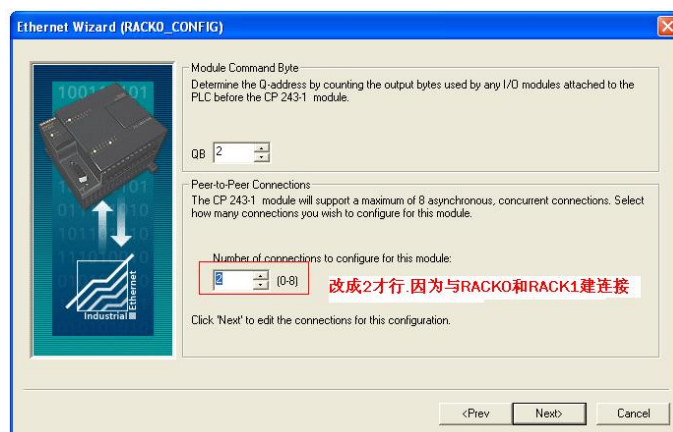 Ethernet Wizard (RACK0_CONFIG)
Module Command Byte
Determine the Q-address by counting the output bytes used by any I/O modules attached to the
PLC before the CP 243-1 module.
QB 2
Peer-to-Peer Connections
The CP 243-1 module will support a maximum of 8 asynchronous, concurrent connections. Select
how many connections you wish to configure for this module.
Number of connections to configure for this module:
2 (0-8)
改成2才行.因为与RACK0和RACK1建连接
Industrial
Ethernet
Click 'Next' to edit the connections for this configuration.
<Prev Next> Cancel